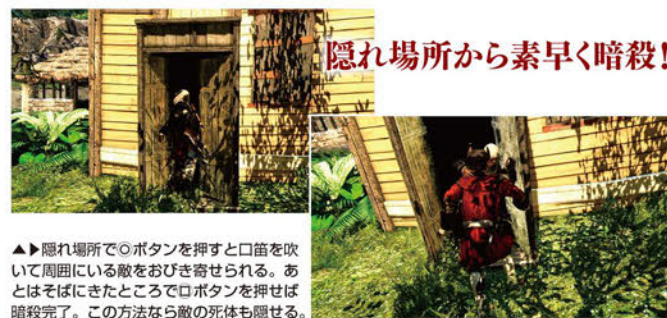 隠れ場所から素早く暗殺!
▲▶隠れ場所で◎ボタンを押すと口笛を吹
いて周囲にいる敵をおびき寄せられる。あ
とはそばにきたところで□ボタンを押せば
暗殺完了。この方法なら敵の死体も隠せる。